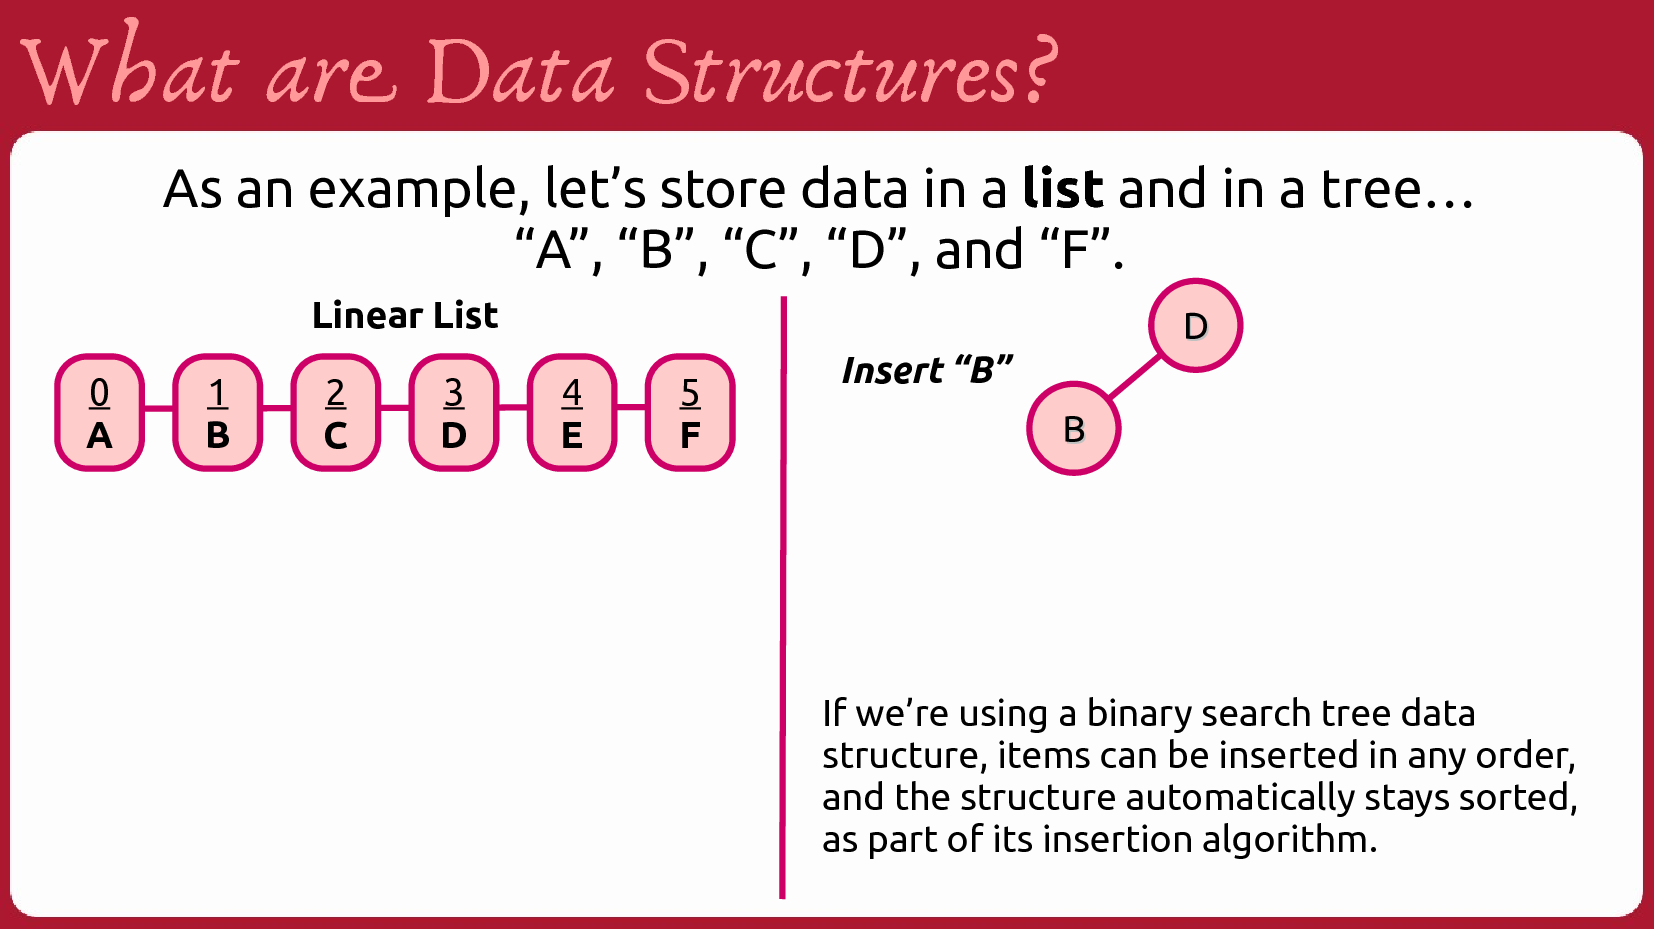 What are Data Structures?
As an example, let’s store data in a list and in a tree…
“A”, “B”, “C”, “D”, and “F”.
Linear List
0 1 2 3 4 5
A B C D E F
Insert “B”
D
B
If we’re using a binary search tree data
structure, items can be inserted in any order,
and the structure automatically stays sorted,
as part of its insertion algorithm.